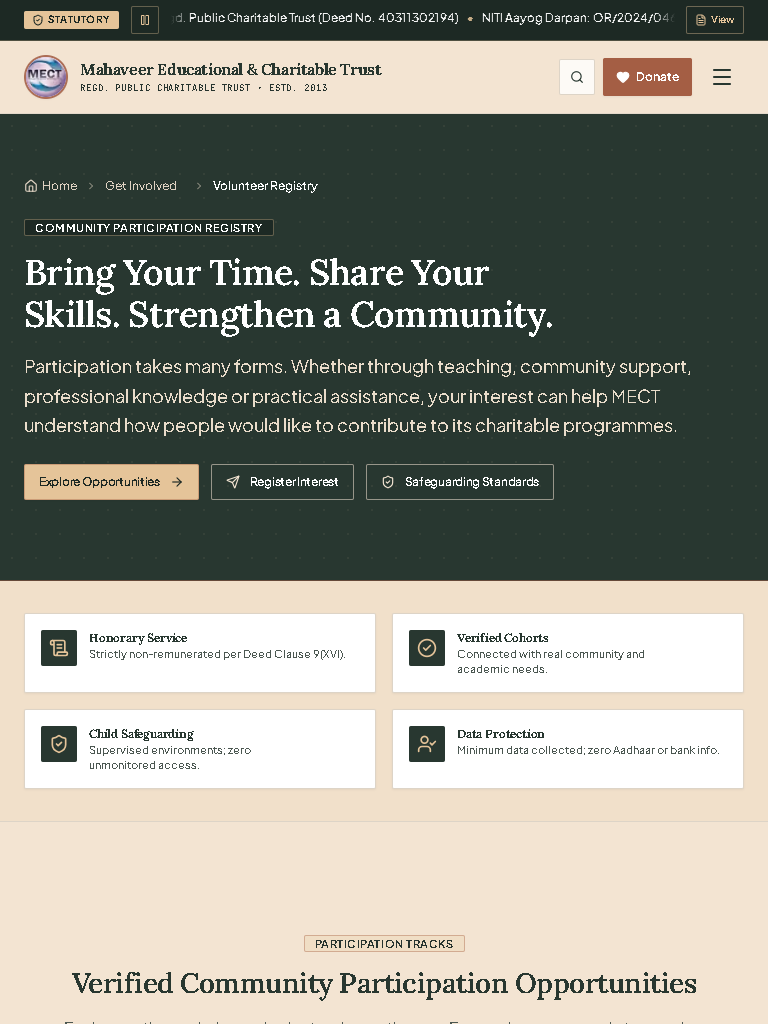 STATUTORY
d. Public Charitable Trust (Deed No. 40311302194) • NITI Aayog Darpan: OR/2024/04
View
MECT
Mahaveer Educational & Charitable Trust
REGD. PUBLIC CHARITABLE TRUST • ESTD. 2013
Donate
Home > Get Involved > Volunteer Registry
COMMUNITY PARTICIPATION REGISTRY
Bring Your Time. Share Your
Skills. Strengthen a Community.
Participation takes many forms. Whether through teaching, community support,
professional knowledge or practical assistance, your interest can help MECT
understand how people would like to contribute to its charitable programmes.
Explore Opportunities
Register Interest
Safeguarding Standards
Honorary Service
Strictly non-remunerated per Deed Clause 9(XVI).
Verified Cohorts
Connected with real community and
academic needs.
Child Safeguarding
Supervised environments; zero
unmonitored access.
Data Protection
Minimum data collected; zero Aadhaar or bank info.
PARTICIPATION TRACKS
Verified Community Participation Opportunities